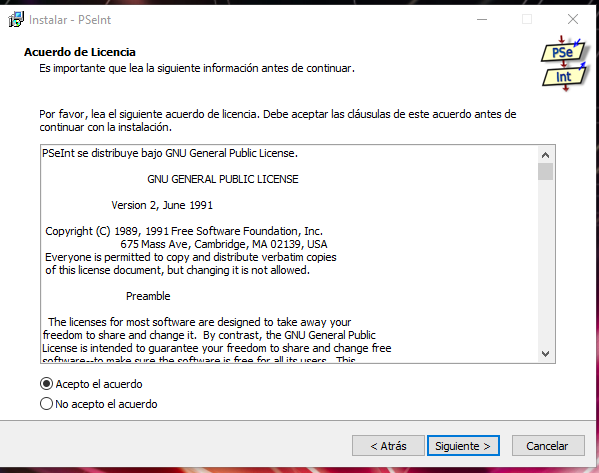 Instalar - PSeInt
Acuerdo de Licencia
Es importante que lea la siguiente información antes de continuar.
PSe
Int
Por favor, lea el siguiente acuerdo de licencia. Debe aceptar las cláusulas de este acuerdo antes de
continuar con la instalación.
PSeInt se distribuye bajo GNU General Public License.
GNU GENERAL PUBLIC LICENSE
Version 2, June 1991
Copyright (C) 1989, 1991 Free Software Foundation, Inc.
675 Mass Ave, Cambridge, MA 02139, USA
Everyone is permitted to copy and distribute verbatim copies
of this license document, but changing it is not allowed.
Preamble
The licenses for most software are designed to take away your
freedom to share and change it. By contrast, the GNU General Public
License is intended to guarantee your freedom to share and change free
software--to make sure the software is free for all its users. This
Acepto el acuerdo
No acepto el acuerdo
< Atrás
Siguiente >
Cancelar